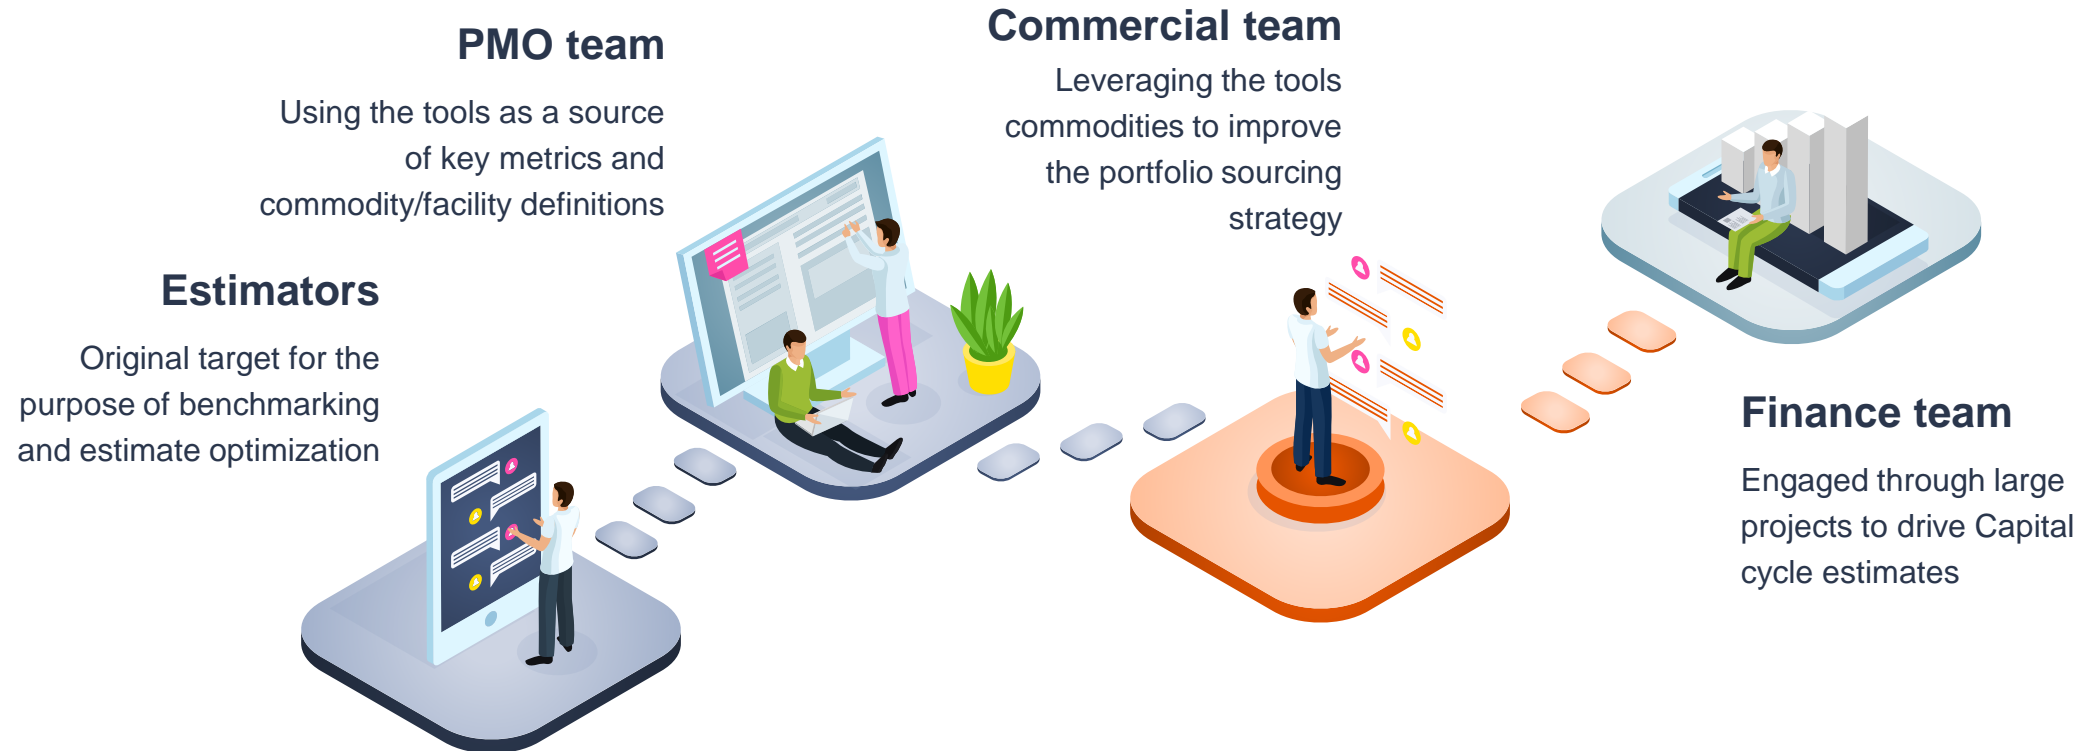 Estimators
Original target for the
purpose of benchmarking
and estimate optimization
PMO team
Using the tools as a source
of key metrics and
commodity/facility definitions
Commercial team
Leveraging the tools
commodities to improve
the portfolio sourcing
strategy
Finance team
Engaged through large
projects to drive Capital
cycle estimates